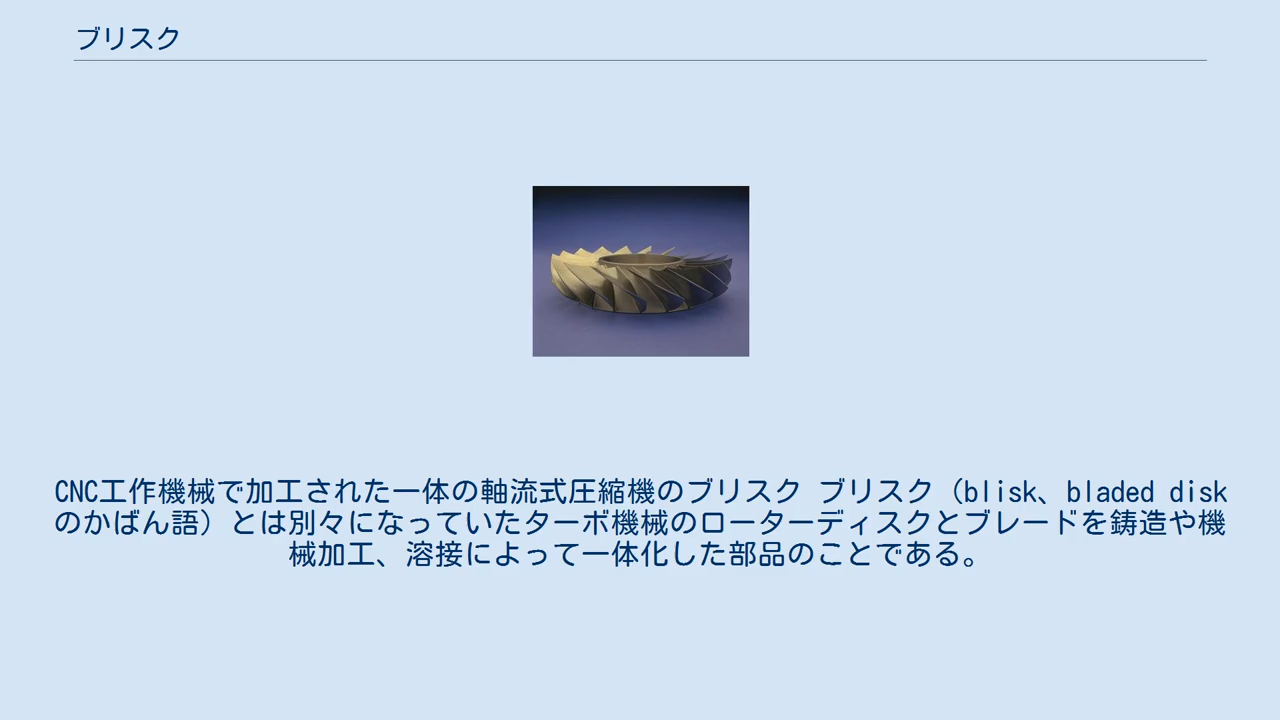 ブリスク
CNC工作機械で加工された一体の軸流式圧縮機のブリスク ブリスク（blisk、bladed disk
のかばん語）とは別々になっていたターボ機械のローターディスクとブレードを鋳造や機
械加工、溶接によって一体化した部品のことである。